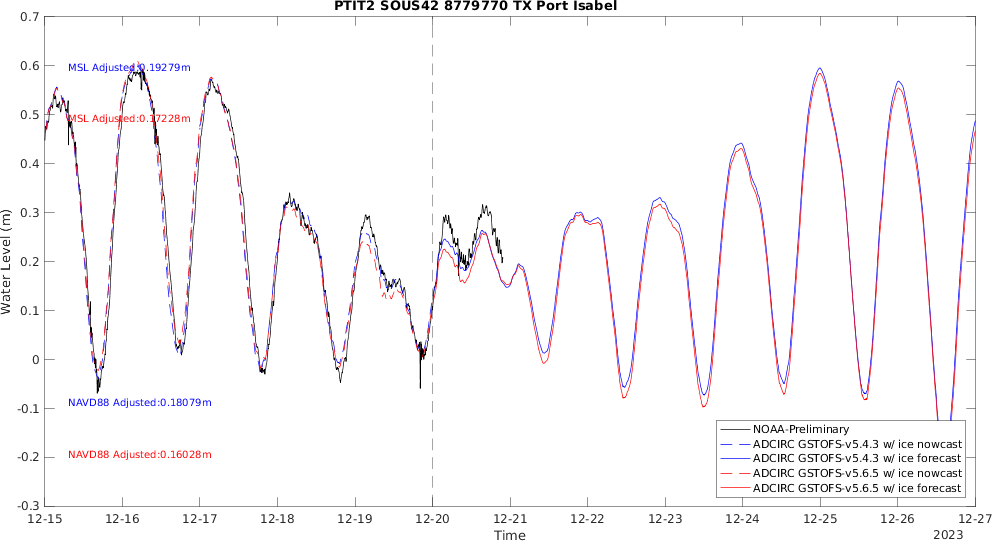 PTIT2 SOUS42 8779770 TX Port Isabel
0.7
0.6
0.5
0.4
0.3
0.2
0.1
0
-0.1
-0.2
-0.3
Water Level (m)
MSL Adjusted:0.19279m
MSL Adjusted:0.17228m
NAVD88 Adjusted:0.18079m
NAVD88 Adjusted:0.16028m
NOAA-Preliminary
ADCIRC GSTOFS-v5.4.3 w/ ice nowcast
ADCIRC GSTOFS-v5.4.3 w/ ice forecast
ADCIRC GSTOFS-v5.6.5 w/ ice nowcast
ADCIRC GSTOFS-v5.6.5 w/ ice forecast
12-15 12-16 12-17 12-18 12-19 12-20 12-21 12-22 12-23 12-24 12-25 12-26 12-27
Time
2023